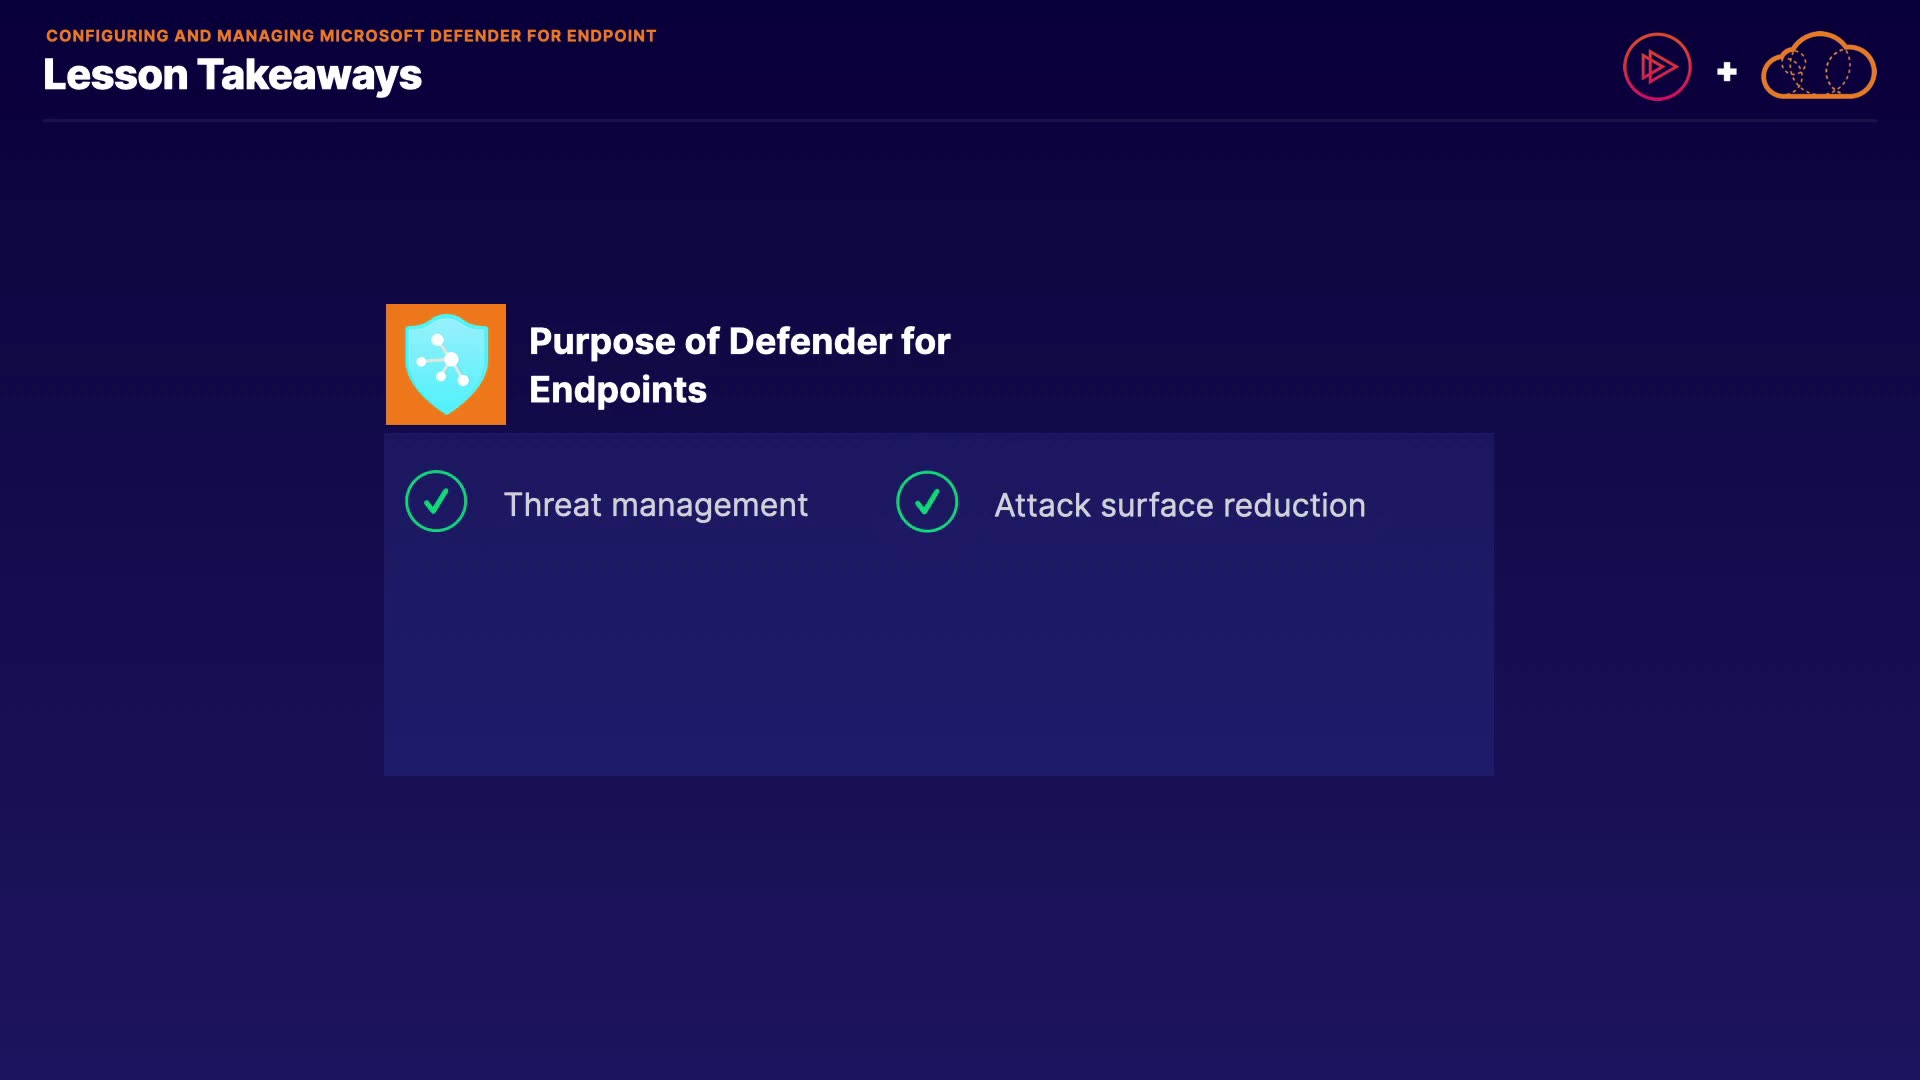 CONFIGURING AND MANAGING MICROSOFT DEFENDER FOR ENDPOINT
Lesson Takeaways
Purpose of Defender for
Endpoints
Threat management
Attack surface reduction